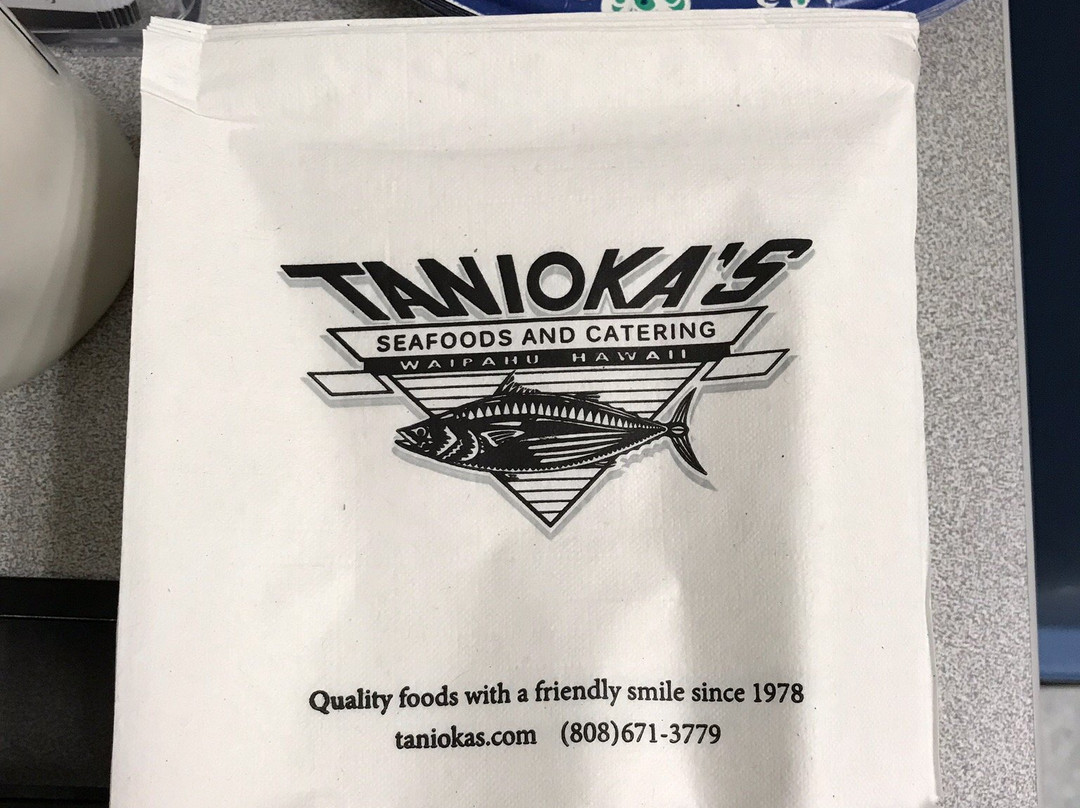 TANIOKA'S
SEAFOODS AND CATERING
WAIPAHU HAWAII
Quality foods with a friendly smile since 1978
taniokas.com (808)671-3779